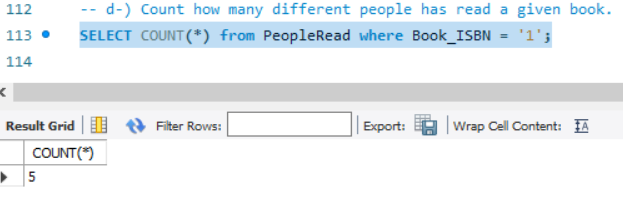 112 -- d-) Count how many different people has read a given book.
113 SELECT COUNT(*) from PeopleRead where Book_ISBN = '1';
114
Result Grid Filter Rows: Export: Wrap Cell Content: IA
COUNT(*)
5